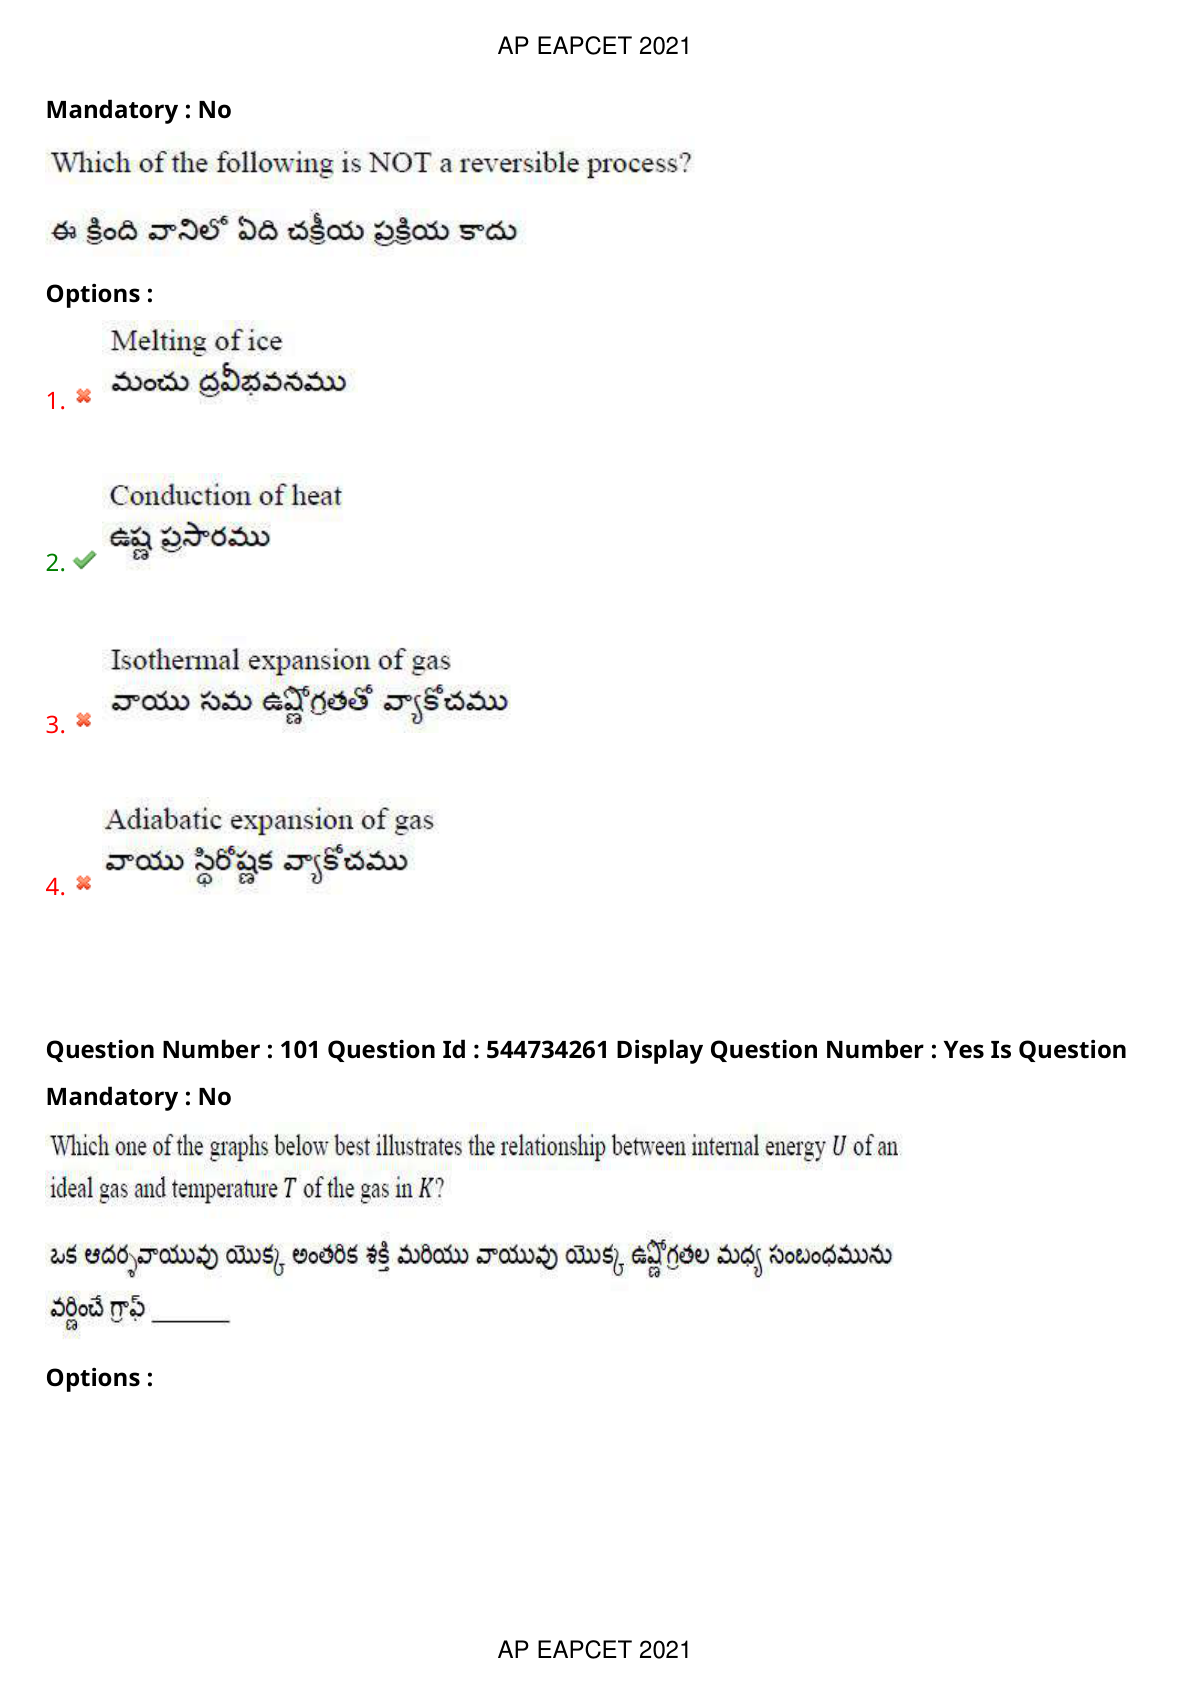 AP EAPCET 2021
Mandatory : No
Which of the following is NOT a reversible process?
ఈ క్రింది వానిలో ఏది చక్రీయ ప్రక్రియ కాదు
Options :
Melting of ice
మంచు ద్రవీభవనము
1.
Conduction of heat
ఉష్ణ ప్రసారము
2.
Isothermal expansion of gas
వాయు సమ ఉష్ణోగ్రతతో వ్యాకోచము
3.
Adiabatic expansion of gas
వాయు స్థిరోష్ణక వ్యాకోచము
4.
Question Number : 101 Question Id : 544734261 Display Question Number : Yes Is Question
Mandatory : No
Which one of the graphs below best illustrates the relationship between internal energy U of an
ideal gas and temperature T of the gas in K?
ఒక ఆదర్శవాయువు యొక్క అంతరిక శక్తి మరియు వాయువు యొక్క ఉష్ణోగ్రతల మధ్య సంబంధమును
వర్ణించే గ్రాఫ్ ______
Options :
AP EAPCET 2021